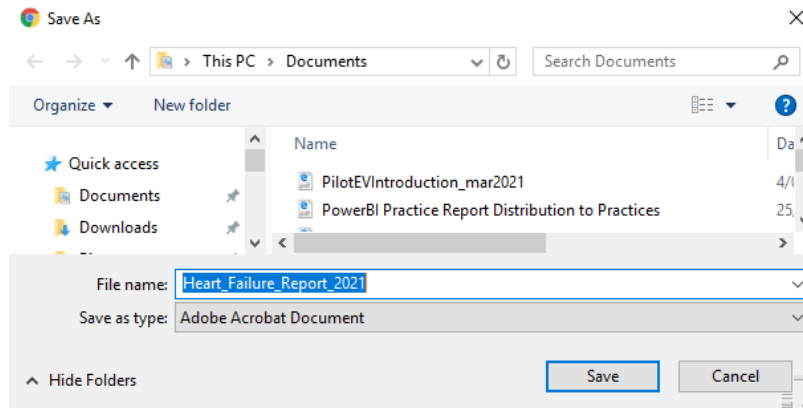 Save As
This PC > Documents
Search Documents
Organize
New folder
Name
Da
Quick access
PilotEVIntroduction_mar2021
4/
Documents
PowerBI Practice Report Distribution to Practices
25,
Downloads
File name: Heart_Failure_Report_2021
Save as type: Adobe Acrobat Document
Hide Folders
Save
Cancel